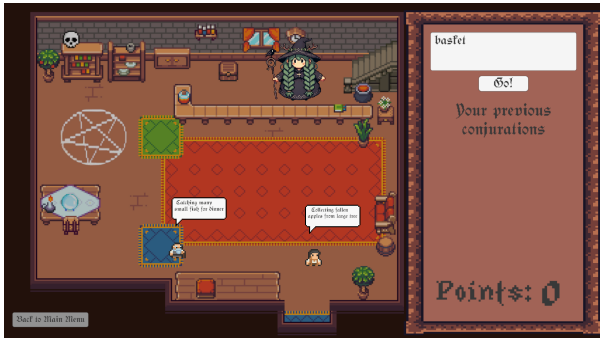 basket
Go!
Your previous
conjurations
Catching many
small fish for dinner
Collecting fallen
apples from large tree
Points: 0
Back to Main Menu